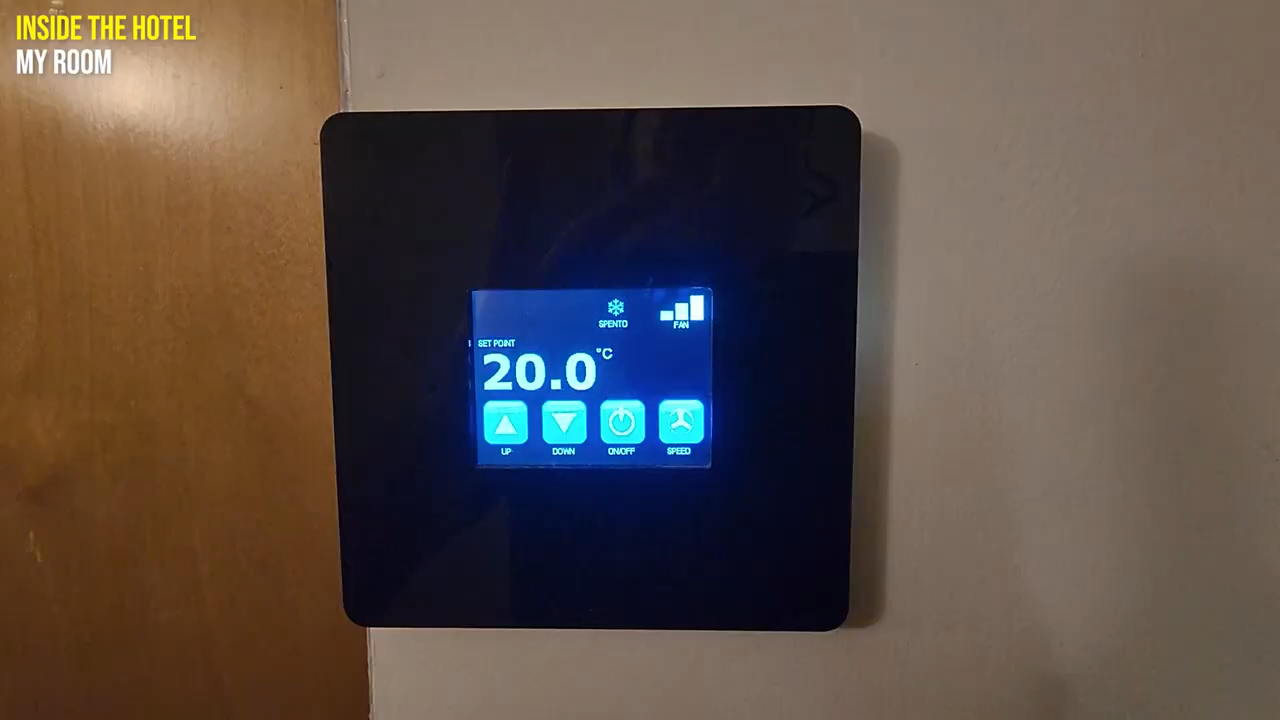 INSIDE THE HOTEL
MY ROOM
SPENTO
FAN
SET POINT
20.0 °C
UP DOWN ON/OFF SPEED